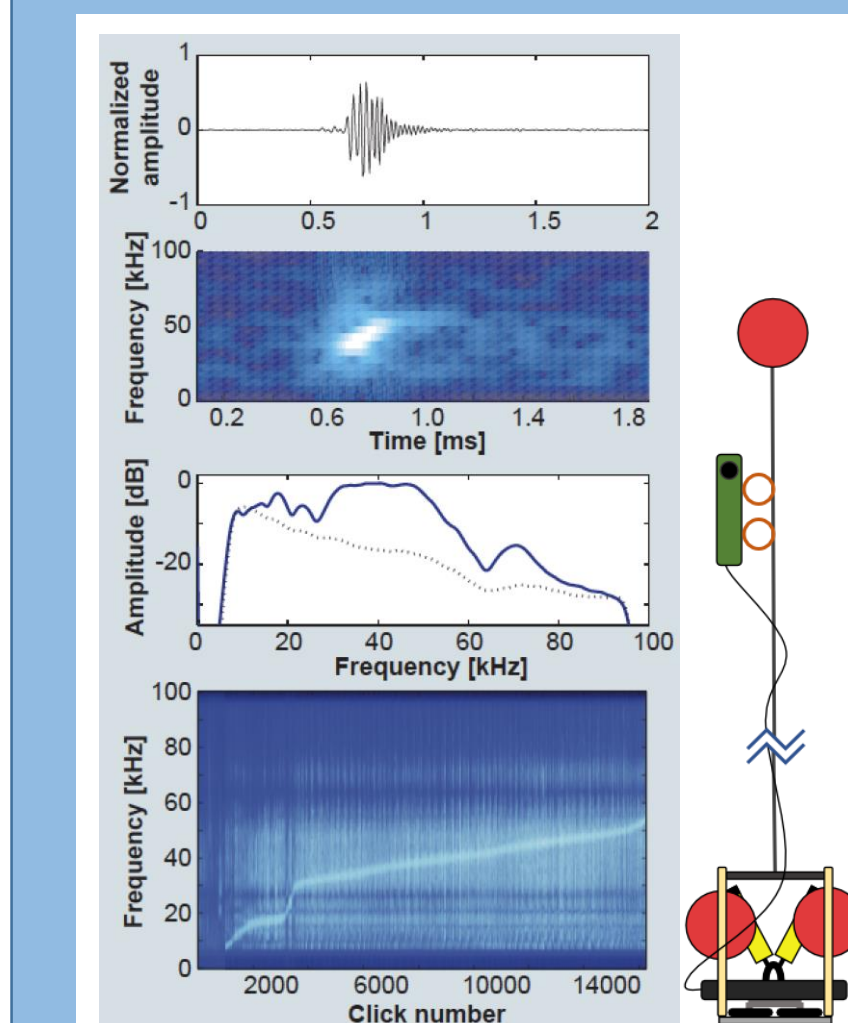 Normalized
amplitude
1
0
-1
0 0.5 1 1.5 2
Frequency [kHz]
100
50
0
0.2 0.6 1.0 1.4 1.8
Time [ms]
Amplitude [dB]
0
-20
0 20 40 60 80 100
Frequency [kHz]
Frequency [kHz]
100
80
60
40
20
0
2000 6000 10000 14000
Click number